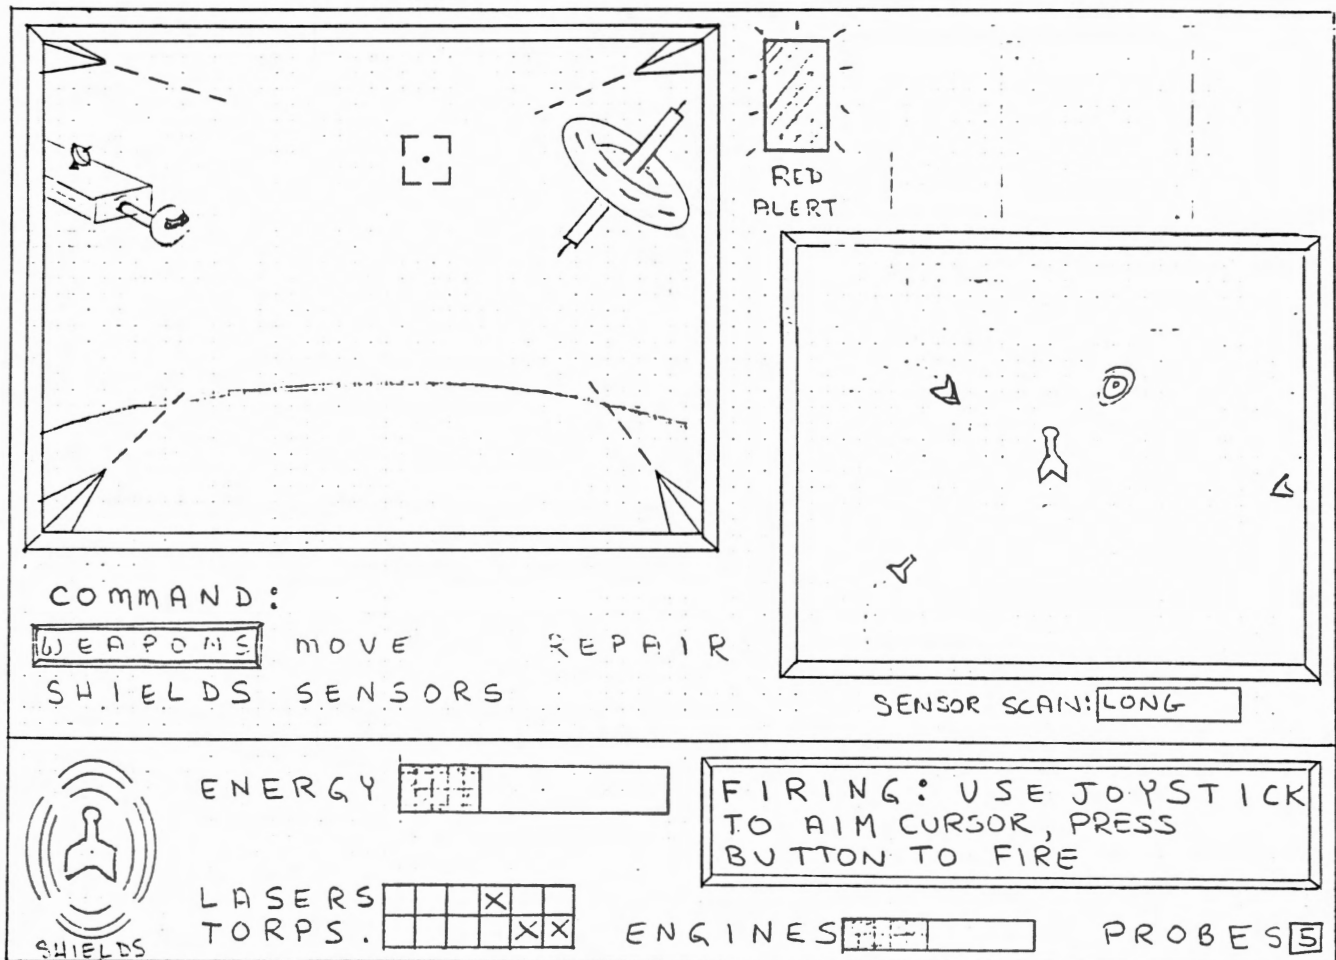 RED
ALERT
COMMAND:
WEAPONS MOVE REPAIR
SHIELDS SENSORS
SENSOR SCAN: LONG
ENERGY
FIRING: USE JOYSTICK
TO AIM CURSOR, PRESS
BUTTON TO FIRE
LASERS
TORPS.
SHIELDS
ENGINES
PROBES 5